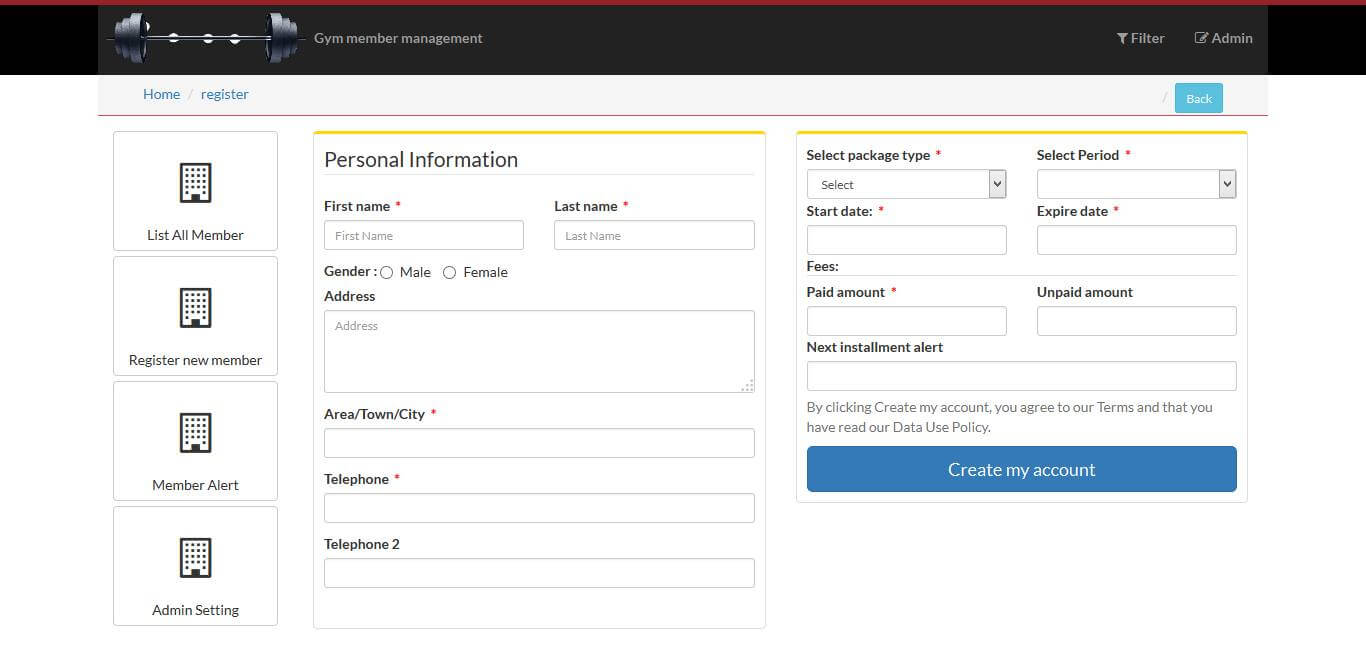 Gym member management
Filter
Admin
Home / register
/ Back
List All Member
Register new member
Member Alert
Admin Setting
Personal Information
First name *
Last name *
First Name
Last Name
Gender : Male Female
Address
Address
Area/Town/City *
Telephone *
Telephone 2
Select package type *
Select Period *
Select
Start date: *
Expire date *
Fees:
Paid amount *
Unpaid amount
Next installment alert
By clicking Create my account, you agree to our Terms and that you
have read our Data Use Policy.
Create my account